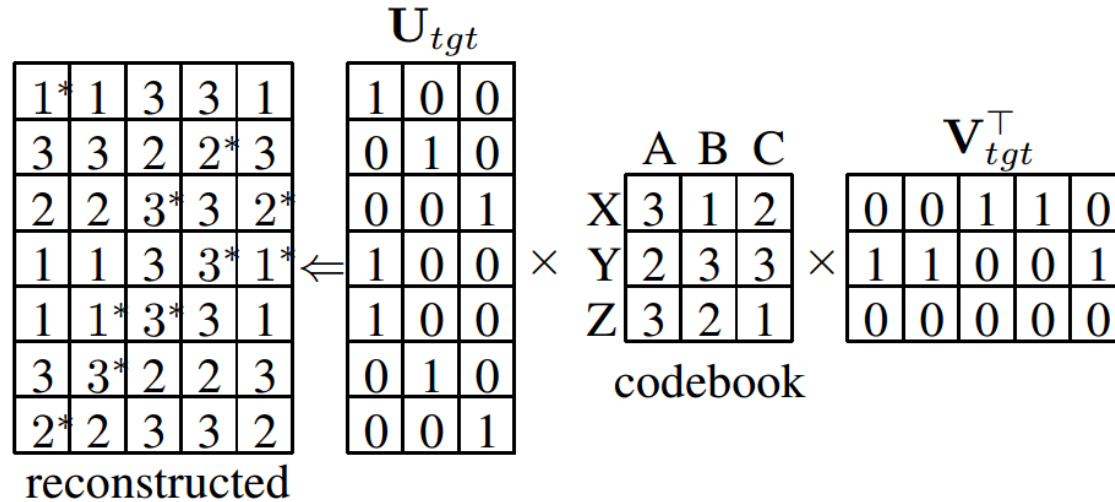 U_{tgt}
1* 1 3 3 1
3 3 2 2* 3
2 2 3* 3 2*
1 1 3 3* 1*
1 1* 3* 3 1
3 3* 2 2 3
2* 2 3 3 2
reconstructed
⇐
1 0 0
0 1 0
0 0 1
1 0 0
1 0 0
0 1 0
0 0 1
×
A B C
X 3 1 2
Y 2 3 3
Z 3 2 1
codebook
×
V_{tgt}^⊤
0 0 1 1 0
1 1 0 0 1
0 0 0 0 0